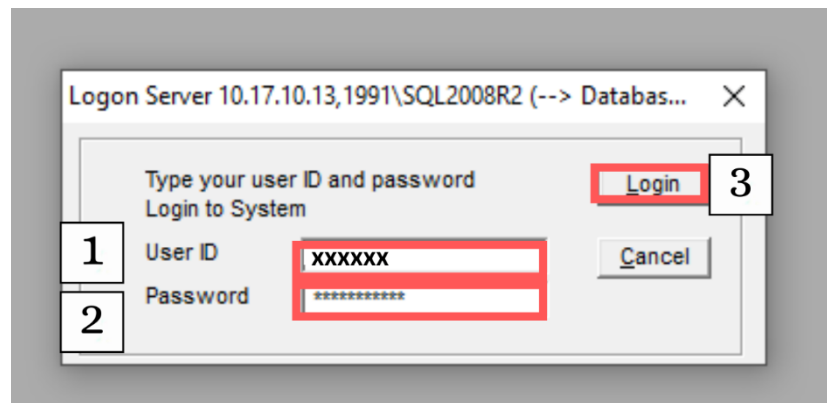 Logon Server 10.17.10.13,1991\SQL2008R2 (--> Databas...
Type your user ID and password
Login to System
Login
3
1
User ID
xxxxxx
Cancel
2
Password
***********